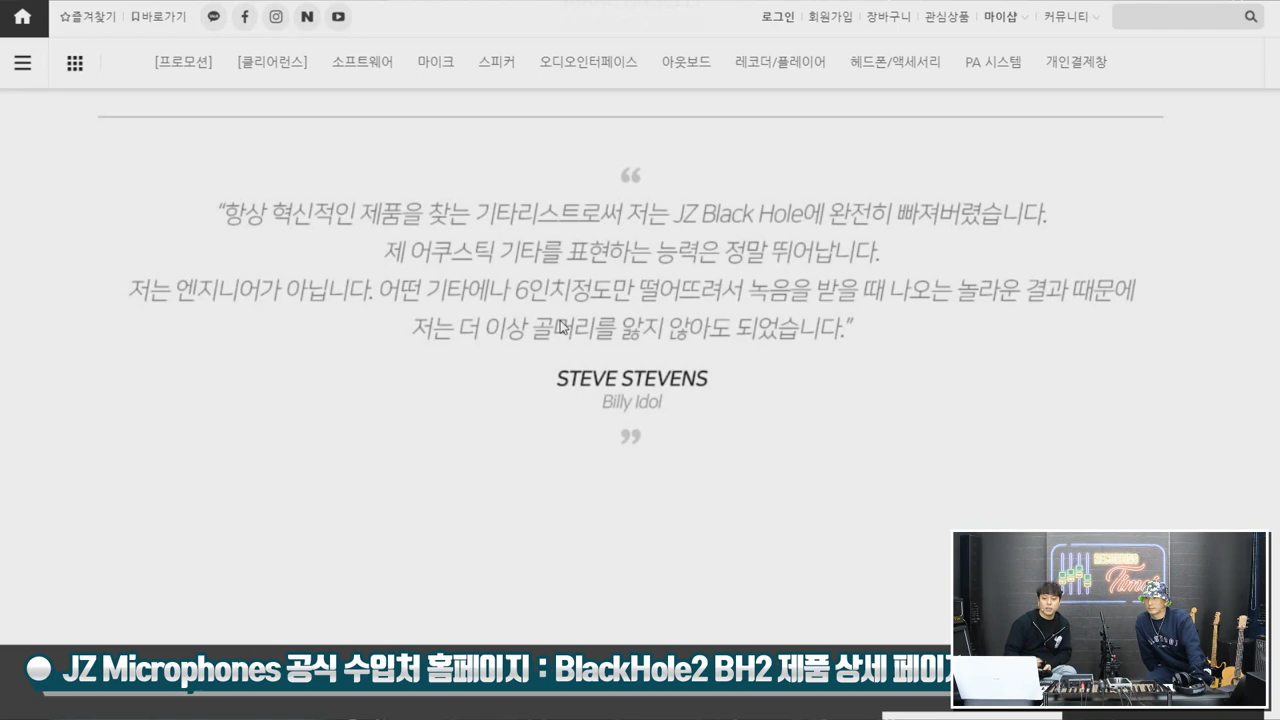 ☆즐겨찾기 바로가기 TALK f N 로그인 회원가입 장바구니 관심상품 마이샵 커뮤니티
[프로모션] [클리어런스] 소프트웨어 마이크 스피커 오디오인터페이스 아웃보드 레코더/플레이어 헤드폰/액세서리 PA 시스템 개인결제창
“
“항상 혁신적인 제품을 찾는 기타리스트로써 저는 JZ Black Hole에 완전히 빠져버렸습니다.
제 어쿠스틱 기타를 표현하는 능력은 정말 뛰어납니다.
저는 엔지니어가 아닙니다. 어떤 기타에나 6인치정도만 떨어뜨려서 녹음을 받을 때 나오는 놀라운 결과 때문에
저는 더 이상 골머리를 앓지 않아도 되었습니다.”
STEVE STEVENS
Billy Idol
”
Time
JZ Microphones 공식 수입처 홈페이지 : BlackHole2 BH2 제품 상세 페이지